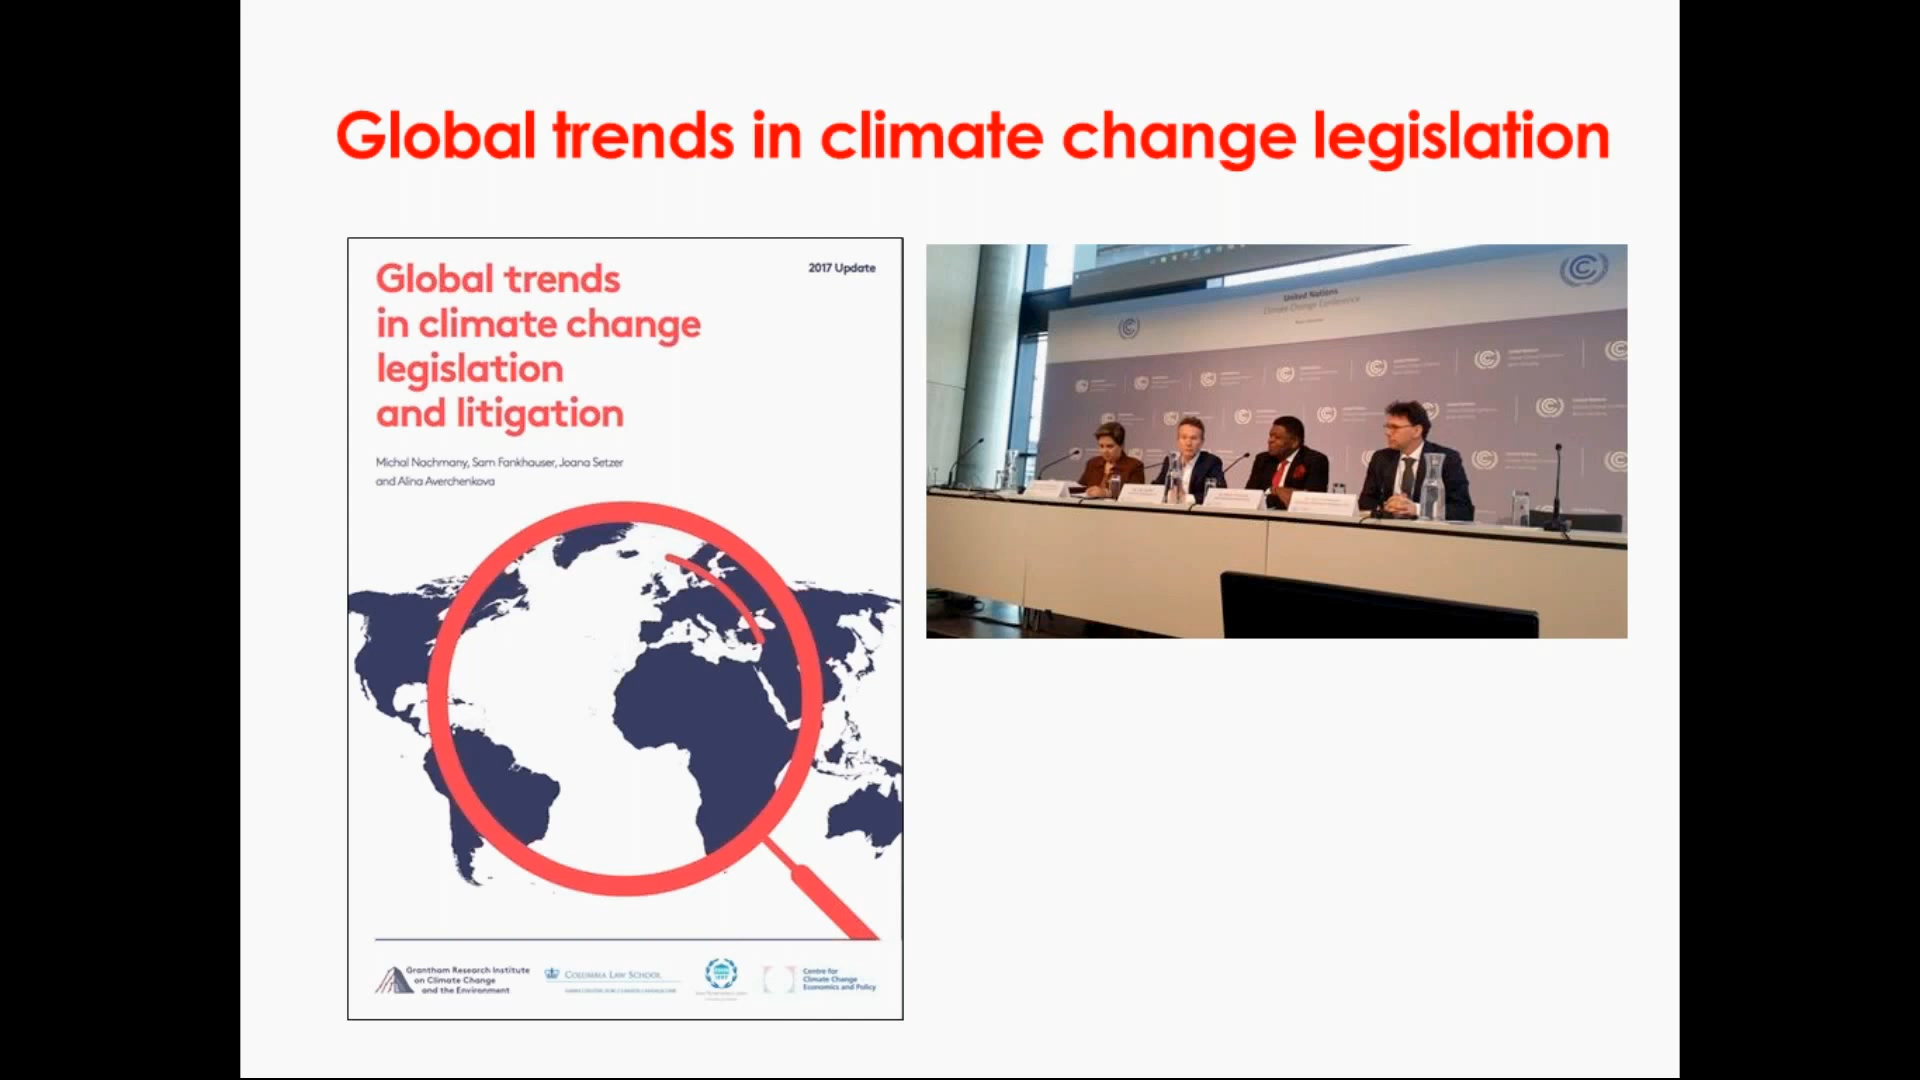 Global trends in climate change legislation
Global trends
in climate change
legislation
and litigation
2017 Update
Michal Nachmany, Sam Fankhauser, Joana Setzer
and Alina Averchenkova
Grantham Research Institute
on Climate Change
and the Environment
COLUMBIA LAW SCHOOL
Centre for
Climate Change
Economics and Policy
United Nations
Climate Change Conference